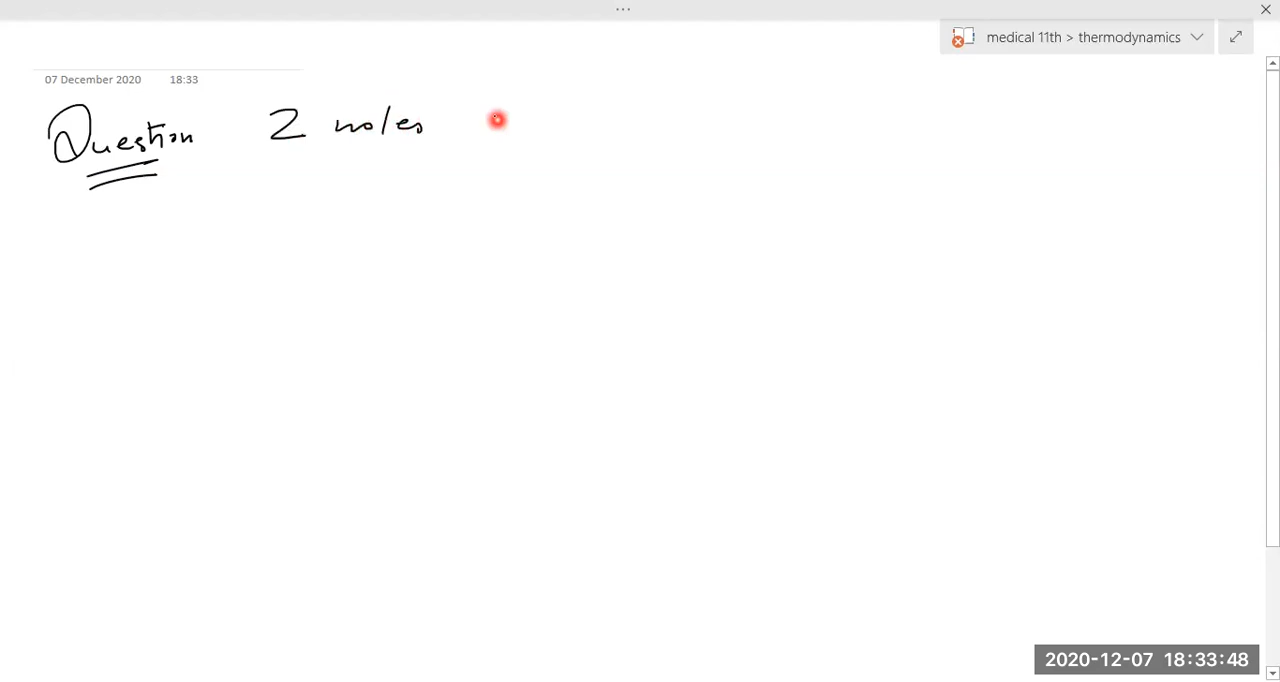 ...
medical 11th > thermodynamics
07 December 2020 18:33
Question 2 moles
2020-12-07 18:33:48